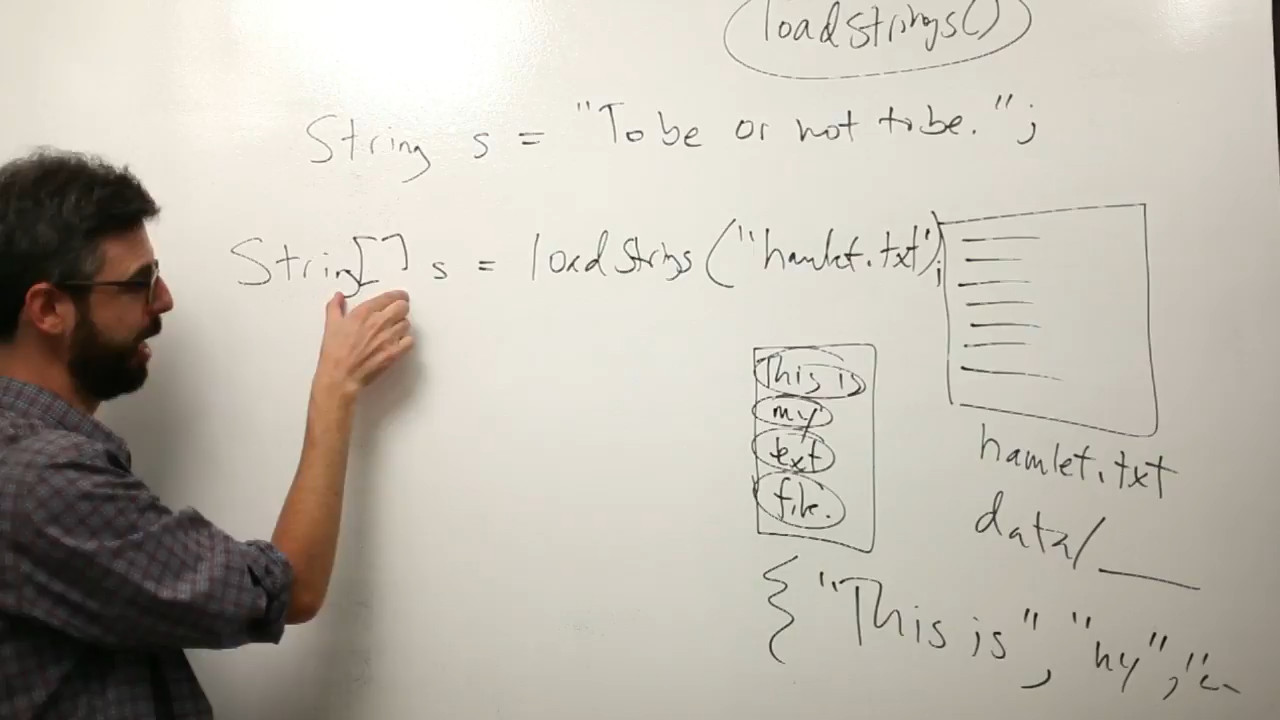 loadStrings()
String s = "To be or not to be.";
String[] s = loadStrings("hamlet.txt");
This is
my
text
file.
hamlet.txt
data/
{"This is", "my", "